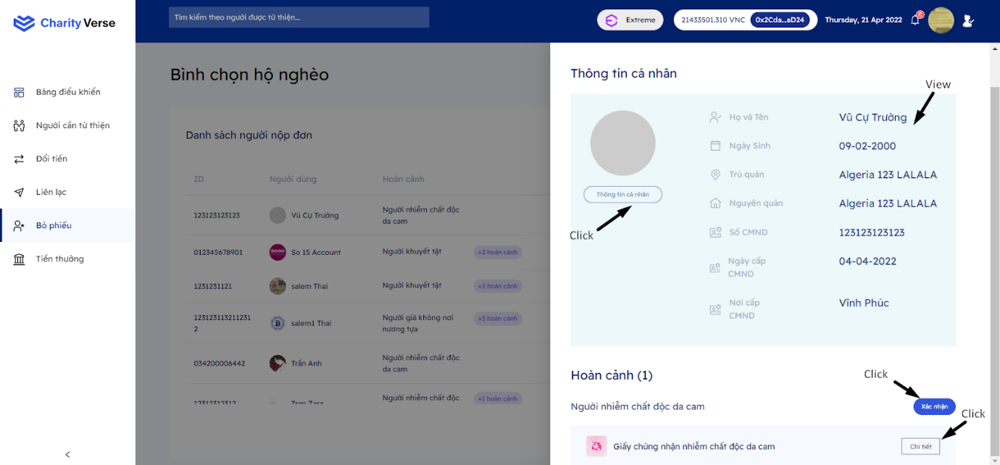 Charity Verse
Tìm kiếm theo người được từ thiện...
Extreme
21433501.310 VNC
0x2Cda...aD24
Thursday, 21 Apr 2022
0
Bảng điều khiển
Người cần từ thiện
Đổi tiền
Liên lạc
Bỏ phiếu
Tiền thưởng
Bình chọn hộ nghèo
Danh sách người nộp đơn
ID
Người dùng
Hoàn cảnh
123123123123
Vũ Cự Trường
Người nhiễm chất độc
da cam
012345678901
So 15 Account
Người khuyết tật
+2 hoàn cảnh
1231231121
salem Thai
Người khuyết tật
+2 hoàn cảnh
123123113211231
2
salem1 Thai
Người già không nơi
nương tựa
+3 hoàn cảnh
034200006442
Trần Anh
Người nhiễm chất độc
da cam
12312312312
Tran Zara
Người nhiễm chất độc
+1 hoàn cảnh
Thông tin cá nhân
View
Thông tin cá nhân
Click
Họ và Tên
Vũ Cự Trường
Ngày Sinh
09-02-2000
Trú quán
Algeria 123 LALALA
Nguyên quán
Algeria 123 LALALA
Số CMND
123123123123
Ngày cấp
CMND
04-04-2022
Nơi cấp
CMND
Vĩnh Phúc
Hoàn cảnh (1)
Click
Người nhiễm chất độc da cam
Xác nhận
Click
Giấy chứng nhận nhiễm chất độc da cam
Chi tiết